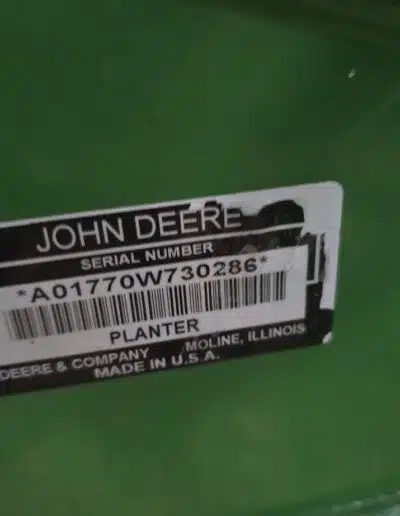 JOHN DEERE
SERIAL NUMBER
*A01770W730286*
PLANTER
DEERE & COMPANY MOLINE, ILLINOIS
MADE IN U.S.A.